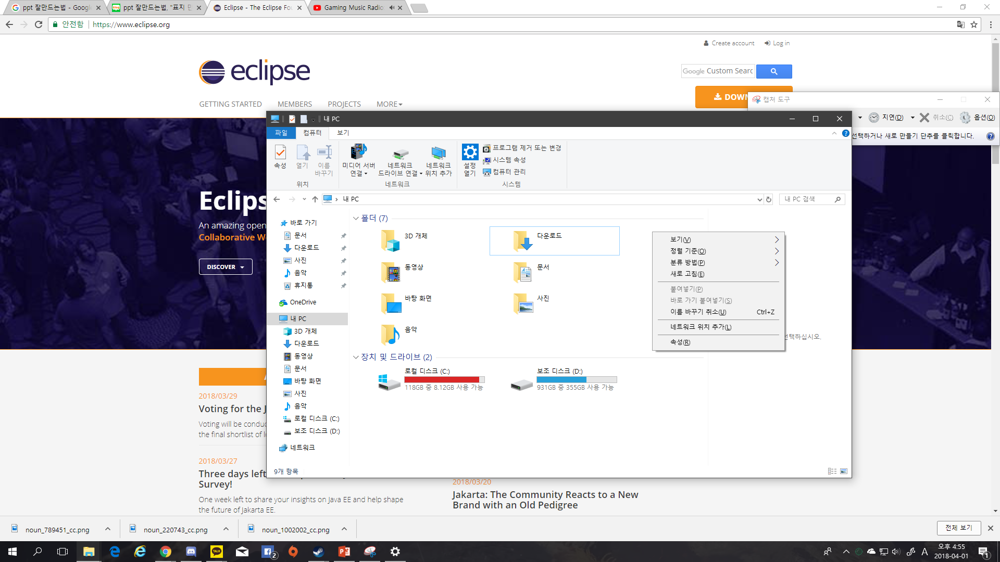 ppt 잘만드는법 - Goog
ppt 잘만드는법, "표지 만
Eclipse - The Eclipse Fou
Gaming Music Radio
안전함
https://www.eclipse.org
Create account
Log in
eclipse
Google Custom Searc
DOWN
GETTING STARTED
MEMBERS
PROJECTS
MORE
캡처 도구
지연(D)
취소(C)
옵션(O)
선택하거나 새로 만들기 단추를 클릭합니다.
내 PC
파일
컴퓨터
보기
속성
열기
이름
바꾸기
위치
미디어 서버
연결
네트워크
드라이브 연결
네트워크
위치 추가
네트워크
설정
열기
프로그램 제거 또는 변경
시스템 속성
컴퓨터 관리
시스템
내 PC
내 PC 검색
Eclips
An amazing open
Collaborative W
DISCOVER
바로 가기
문서
다운로드
사진
음악
휴지통
OneDrive
내 PC
3D 개체
다운로드
동영상
문서
바탕 화면
사진
음악
로컬 디스크 (C:)
보조 디스크 (D:)
네트워크
9개 항목
폴더 (7)
3D 개체
다운로드
동영상
문서
바탕 화면
사진
음악
장치 및 드라이브 (2)
로컬 디스크 (C:)
118GB 중 8.12GB 사용 가능
보조 디스크 (D:)
931GB 중 355GB 사용 가능
보기(V)
정렬 기준(O)
분류 방법(P)
새로 고침(E)
붙여넣기(P)
바로 가기 붙여넣기(S)
이름 바꾸기 취소(U) Ctrl+Z
네트워크 위치 추가(L)
속성(R)
선택하십시오.
2018/03/29
Voting for the J
Voting will be conduc
the final shortlist of l
2018/03/27
Three days left
Survey!
One week left to share your insights on Java EE and help shape
the future of Jakarta EE.
2018/03/20
Jakarta: The Community Reacts to a New
Brand with an Old Pedigree
noun_789451_cc.png
noun_220743_cc.png
noun_1002002_cc.png
전체 보기
TALK
2
A
오후 4:55
2018-04-01
1